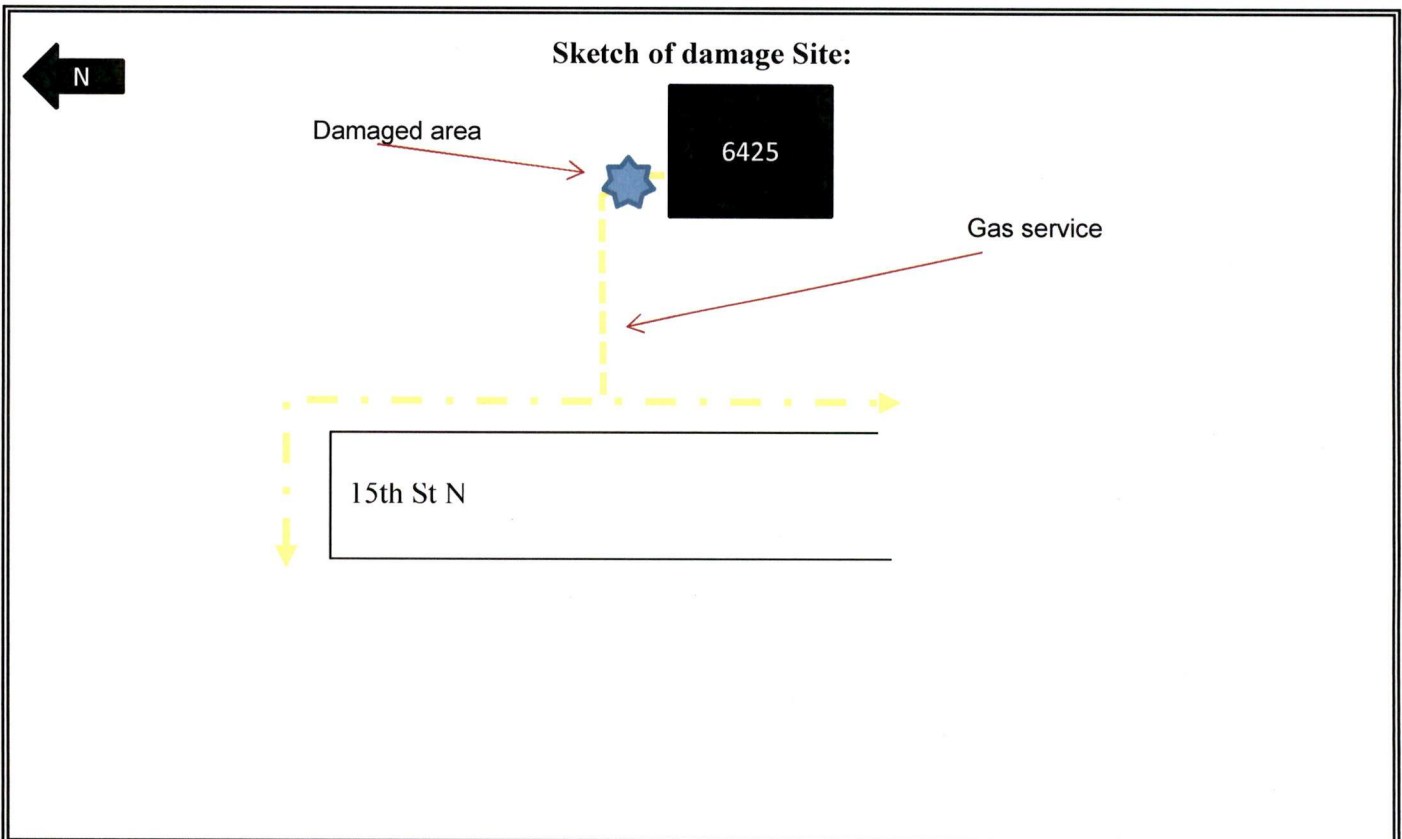 Sketch of damage Site:
N
Damaged area
6425
Gas service
15th St N